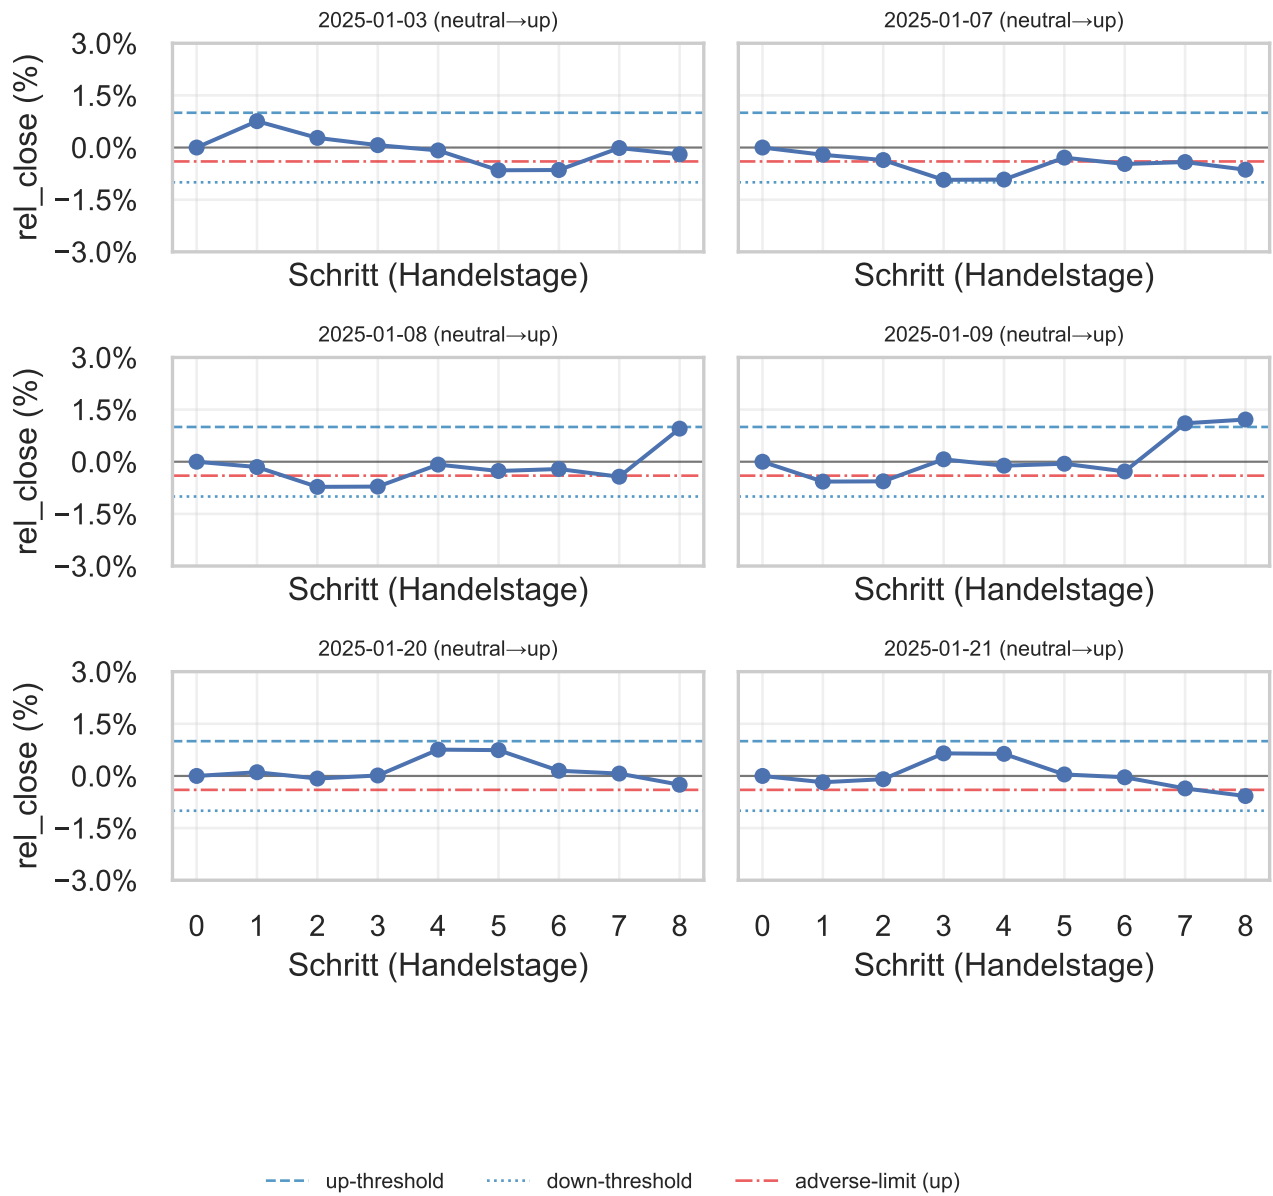 2025-01-03 (neutral→up)
2025-01-07 (neutral→up)
rel_close (%)
3.0%
1.5%
0.0%
−1.5%
−3.0%
Schritt (Handelstage)
Schritt (Handelstage)
2025-01-08 (neutral→up)
2025-01-09 (neutral→up)
rel_close (%)
3.0%
1.5%
0.0%
−1.5%
−3.0%
Schritt (Handelstage)
Schritt (Handelstage)
2025-01-20 (neutral→up)
2025-01-21 (neutral→up)
rel_close (%)
3.0%
1.5%
0.0%
−1.5%
−3.0%
0 1 2 3 4 5 6 7 8
0 1 2 3 4 5 6 7 8
Schritt (Handelstage)
Schritt (Handelstage)
up-threshold
down-threshold
adverse-limit (up)